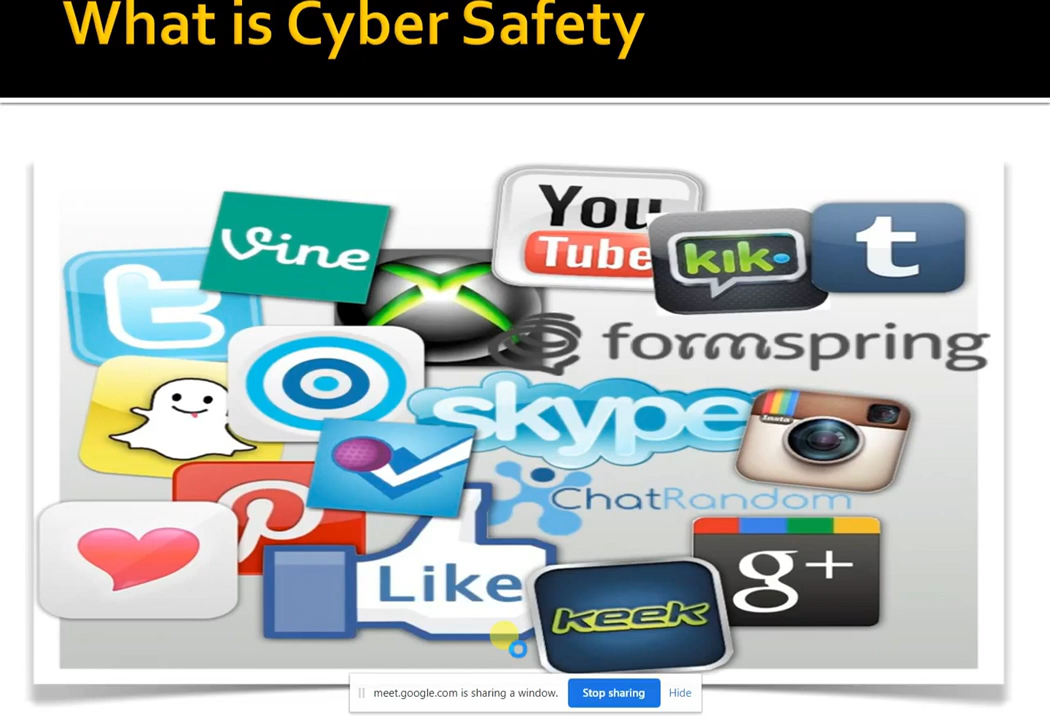 What is Cyber Safety
vine
You
Tube
kik
t
formspring
skype
Insta
ChatRandom
Like
keek
g+
meet.google.com is sharing a window. Stop sharing Hide